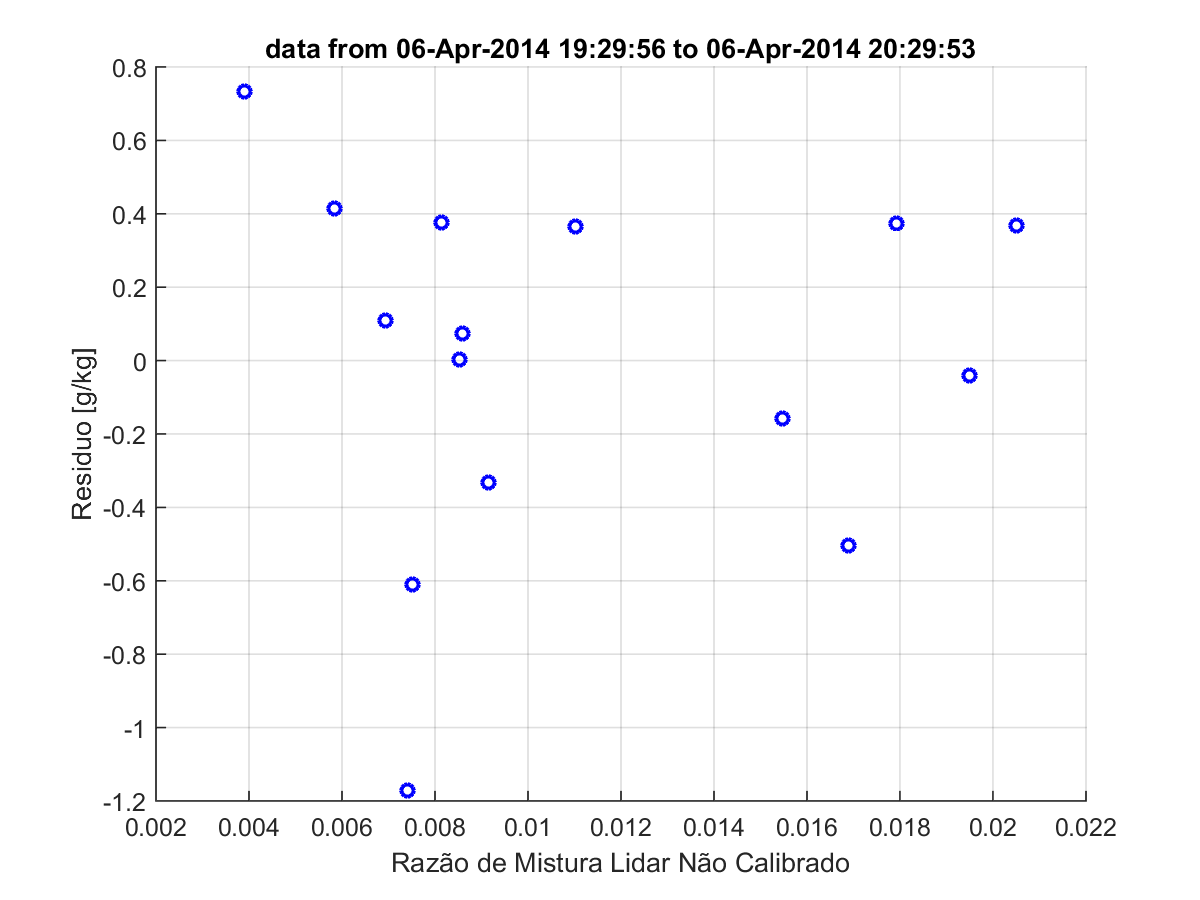 data from 06-Apr-2014 19:29:56 to 06-Apr-2014 20:29:53
0.8
0.6
0.4
0.2
0
-0.2
-0.4
-0.6
-0.8
-1
-1.2
Residuo [g/kg]
0.002 0.004 0.006 0.008 0.01 0.012 0.014 0.016 0.018 0.02 0.022
Razão de Mistura Lidar Não Calibrado